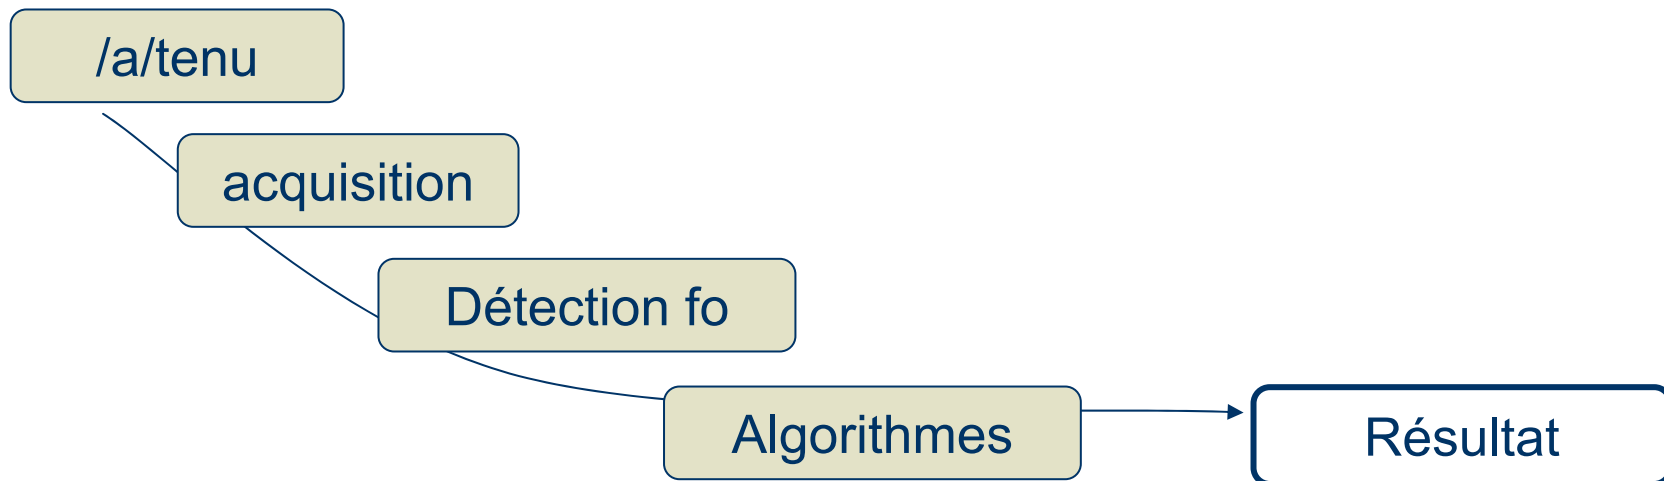 /a/tenu
acquisition
Détection fo
Algorithmes
Résultat